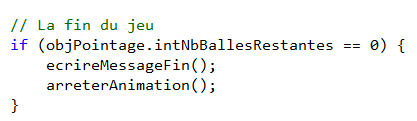 // La fin du jeu
if (objPointage.intNbBallesRestantes == 0) {
    ecrireMessageFin();
    arreterAnimation();
}